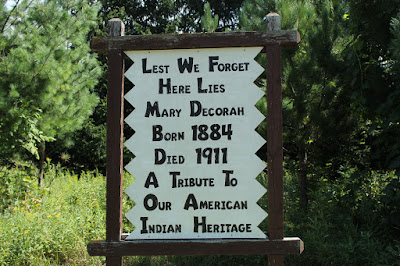 Lest We Forget
Here Lies
Mary Decorah
Born 1884
Died 1911
A Tribute To
Our American
Indian Heritage